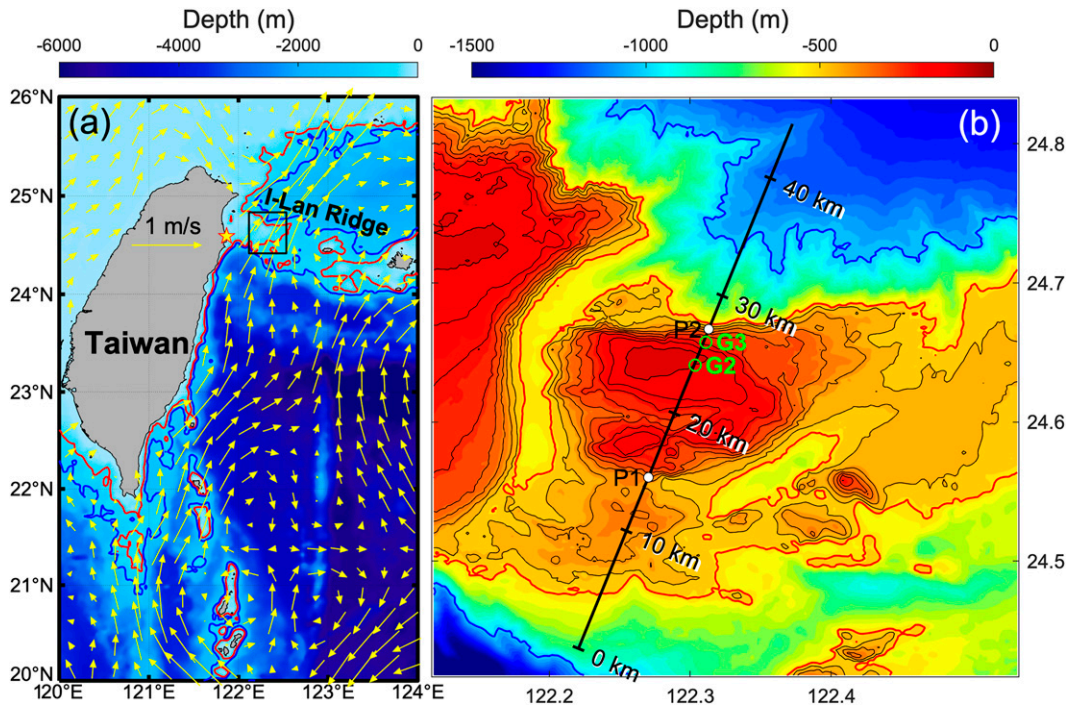 Depth (m)
-6000 -4000 -2000 0
Depth (m)
-1500 -1000 -500 0
26°N
25°N
24°N
23°N
22°N
21°N
20°N
120°E 121°E 122°E 123°E 124°E
(a)
I-Lan Ridge
1 m/s
Taiwan
(b)
40 km
30 km
P2
G3
G2
20 km
P1
10 km
0 km
24.8
24.7
24.6
24.5
122.2 122.3 122.4